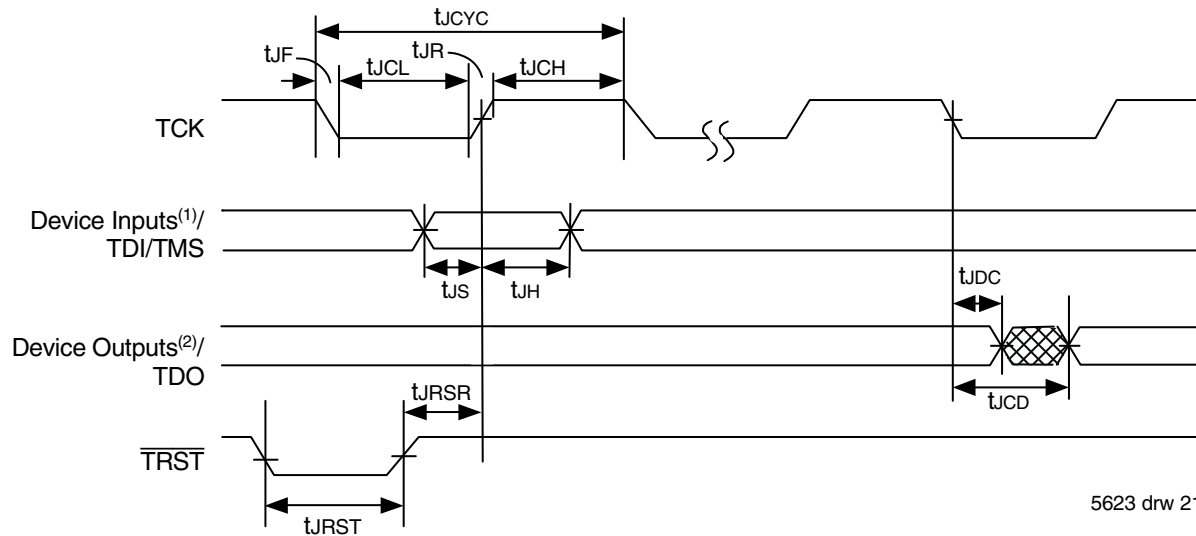 tJCYC
tJF
tJR
tJCL
tJCH
TCK
Device Inputs(1)/
TDI/TMS
tJS
tJH
tJDC
Device Outputs(2)/
TDO
tJRSR
tJCD
TRST
tJRST
5623 drw 21